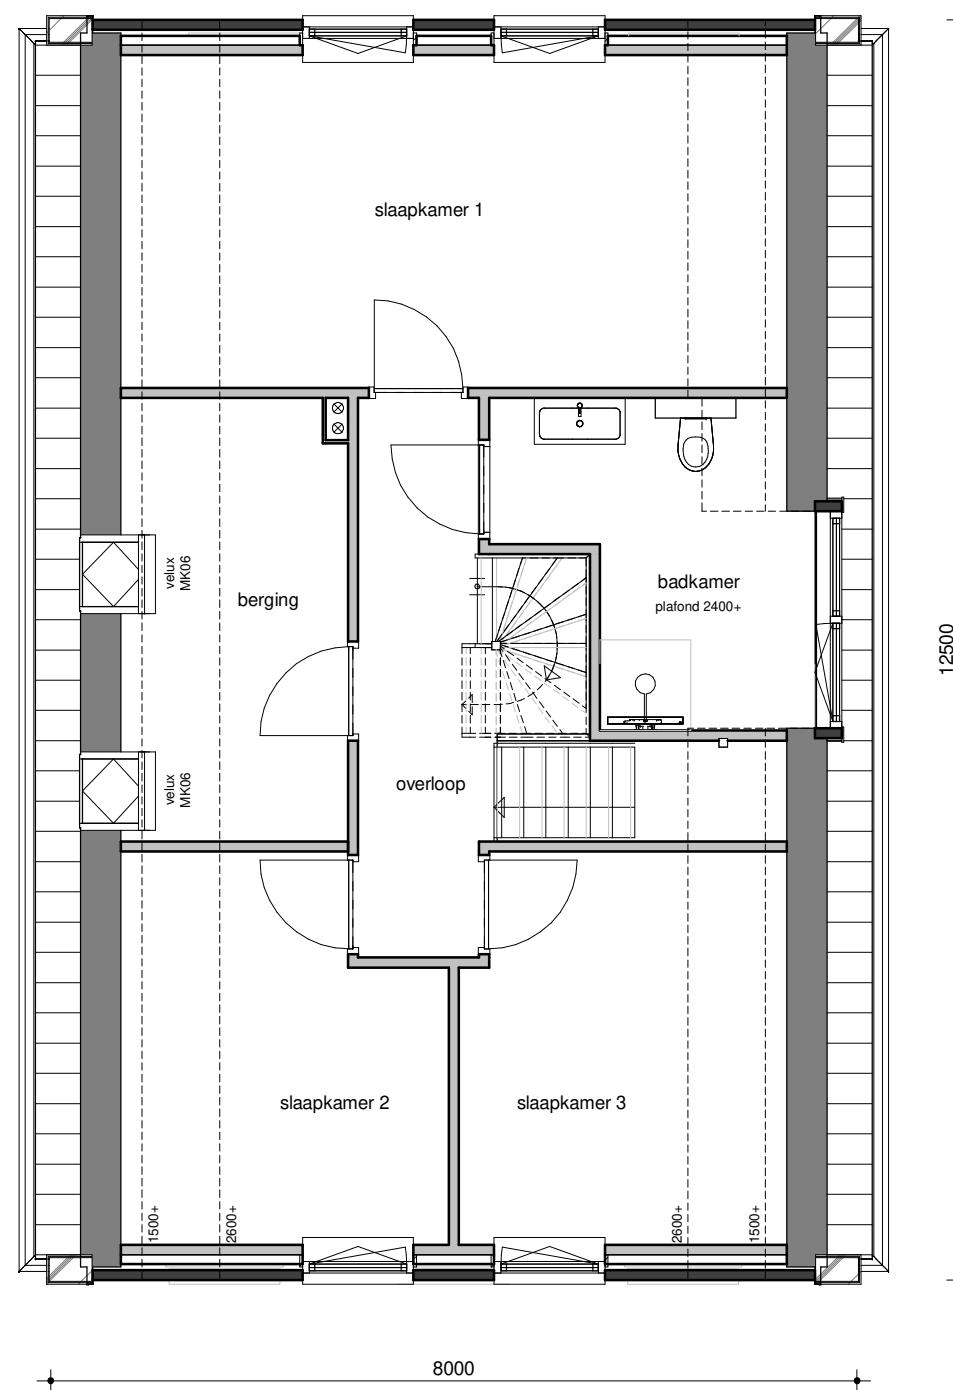 slaapkamer 1
badkamer
plafond 2400+
velux
MK06
berging
12500
velux
MK06
overloop
slaapkamer 2
slaapkamer 3
1500+
2600+
2600+
1500+
8000